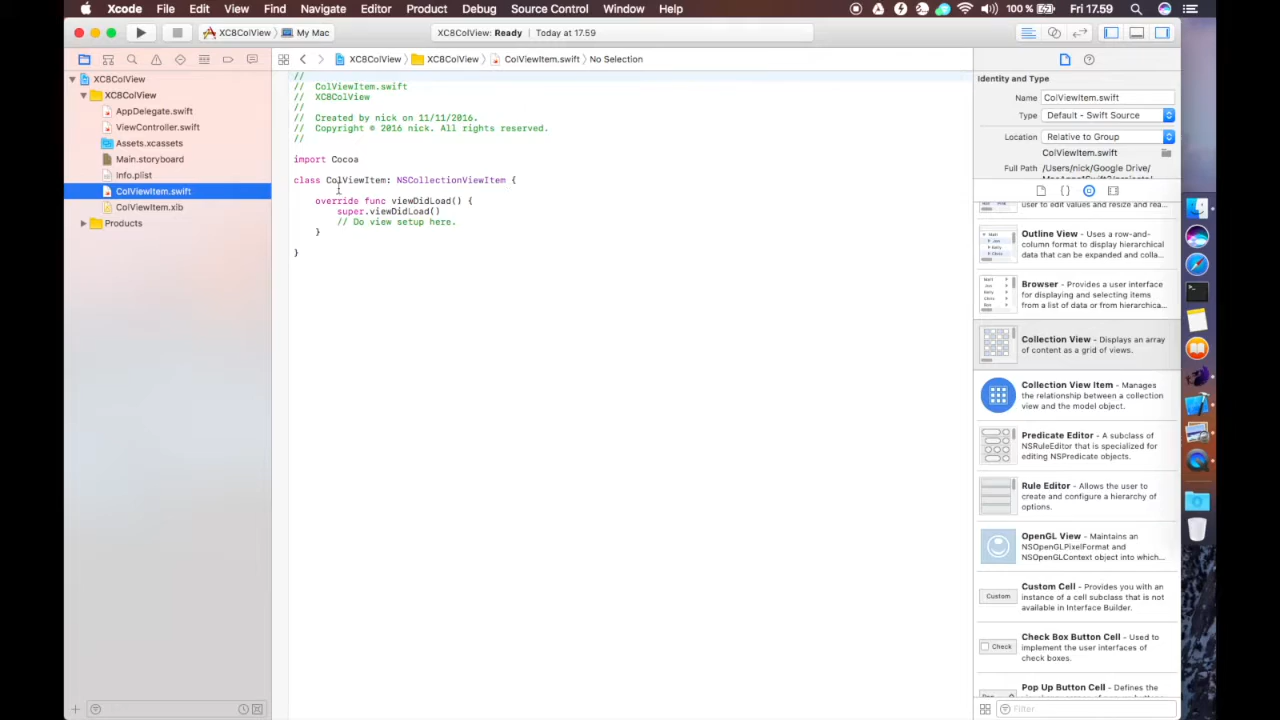 Xcode File Edit View Find Navigate Editor Product Debug Source Control Window Help 100 % Fri 17.59
XC8ColView My Mac XC8ColView: Ready Today at 17.59
XC8ColView XC8ColView ColViewItem.swift No Selection
XC8ColView
XC8ColView
AppDelegate.swift
ViewController.swift
Assets.xcassets
Main.storyboard
Info.plist
ColViewItem.swift
ColViewItem.xib
Products
//
// ColViewItem.swift
// XC8ColView
//
// Created by nick on 11/11/2016.
// Copyright © 2016 nick. All rights reserved.
//
import Cocoa
class ColViewItem: NSCollectionViewItem {
override func viewDidLoad() {
super.viewDidLoad()
// Do view setup here.
}
}
Identity and Type
Name ColViewItem.swift
Type Default - Swift Source
Location Relative to Group
ColViewItem.swift
Full Path /Users/nick/Google Drive/
user to edit values and resize and rea...
Outline View - Uses a row-and-
column format to display hierarchical
data that can be expanded and colla...
Browser - Provides a user interface
for displaying and selecting items
from a list of data or from hierarchica...
Collection View - Displays an array
of content as a grid of views.
Collection View Item - Manages
the relationship between a collection
view and the model object.
Predicate Editor - A subclass of
NSRuleEditor that is specialized for
editing NSPredicate objects.
Rule Editor - Allows the user to
create and configure a hierarchy of
options.
OpenGL View - Maintains an
NSOpenGLPixelFormat and
NSOpenGLContext object into which...
Custom
Custom Cell - Provides you with an
instance of a cell subclass that is not
available in Interface Builder.
Check
Check Box Button Cell - Used to
implement the user interfaces of
check boxes.
Pop Up Button Cell - Defines the
Filter